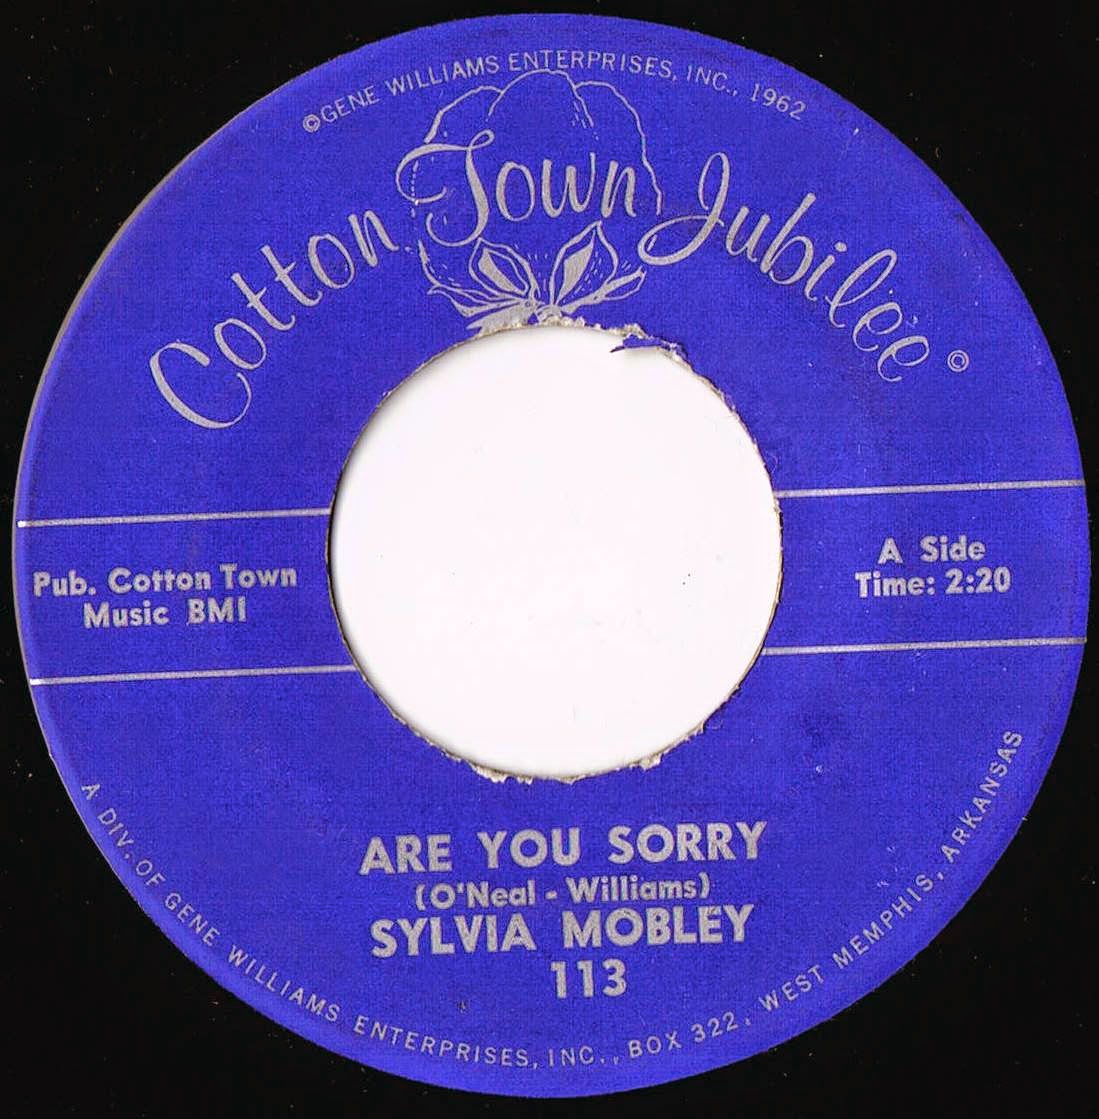 ©GENE WILLIAMS ENTERPRISES, INC., 1962
Cotton Town Jubilee ©
Pub. Cotton Town
Music BMI
A Side
Time: 2:20
ARE YOU SORRY
(O'Neal - Williams)
SYLVIA MOBLEY
113
A DIV. OF GENE WILLIAMS ENTERPRISES, INC., BOX 322, WEST MEMPHIS, ARKANSAS